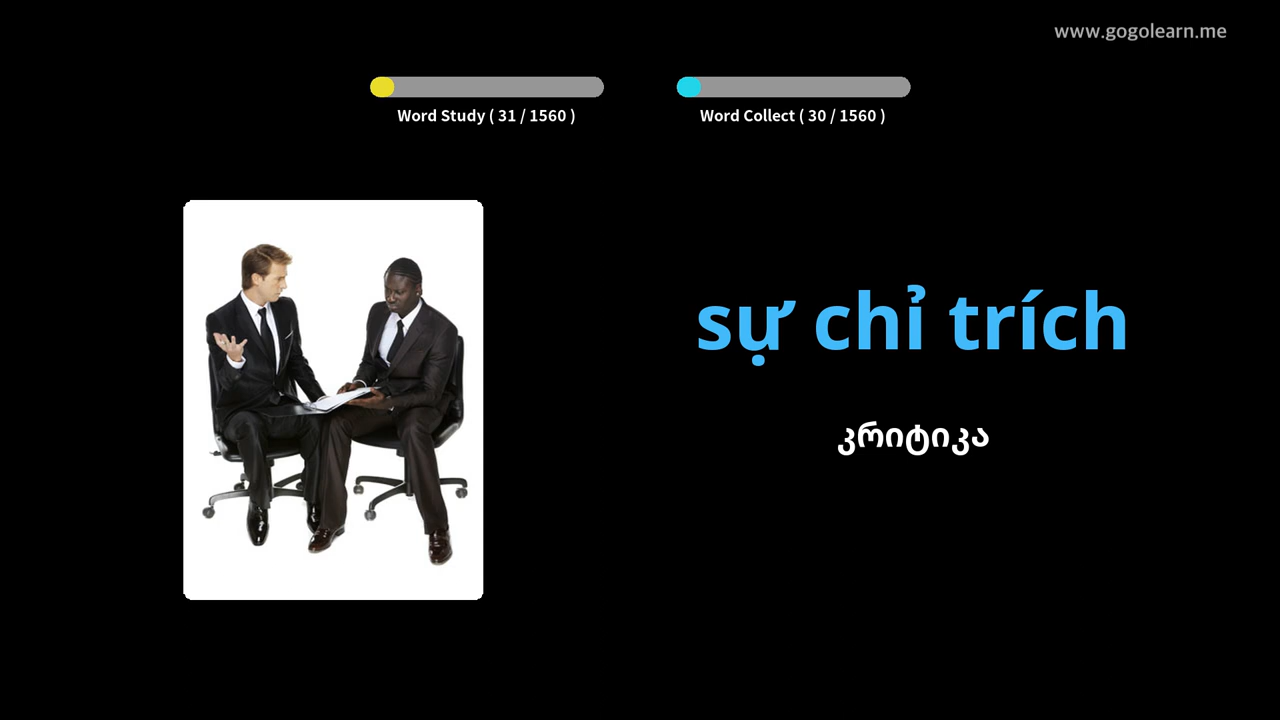 www.gogolearn.me
Word Study ( 31 / 1560 )
Word Collect ( 30 / 1560 )
sự chỉ trích
კრიტიკა